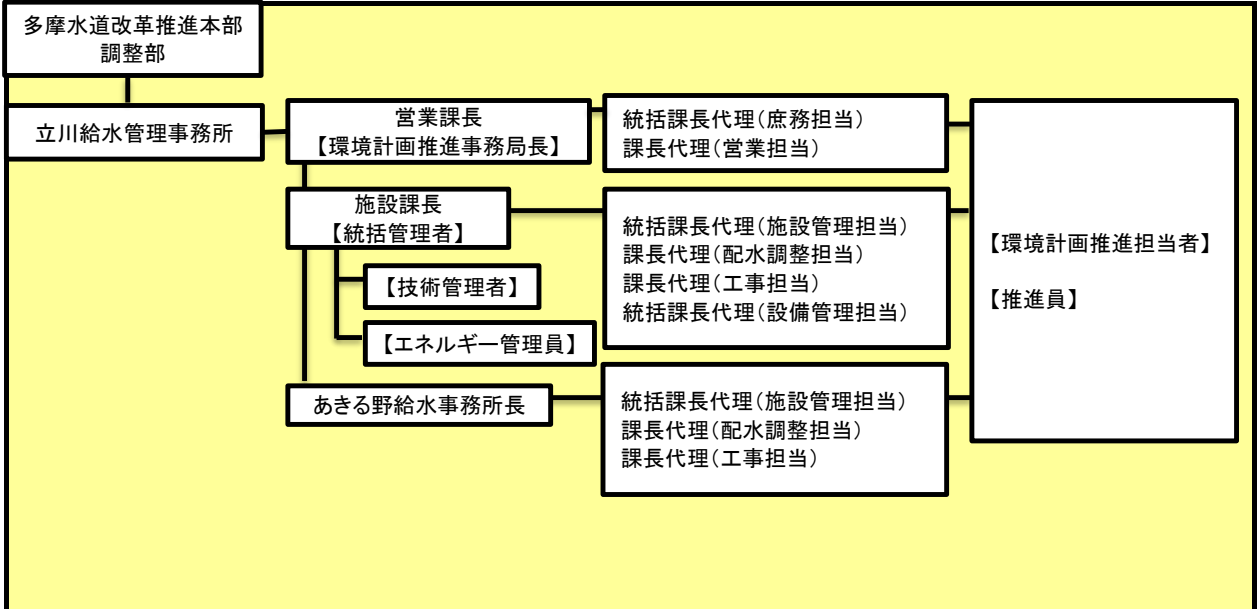 多摩水道改革推進本部
調整部
立川給水管理事務所
営業課長
【環境計画推進事務局長】
統括課長代理(庶務担当)
課長代理(営業担当)
施設課長
【統括管理者】
【技術管理者】
【エネルギー管理員】
統括課長代理(施設管理担当)
課長代理(配水調整担当)
課長代理(工事担当)
統括課長代理(設備管理担当)
あきる野給水事務所長
統括課長代理(施設管理担当)
課長代理(配水調整担当)
課長代理(工事担当)
【環境計画推進担当者】
【推進員】